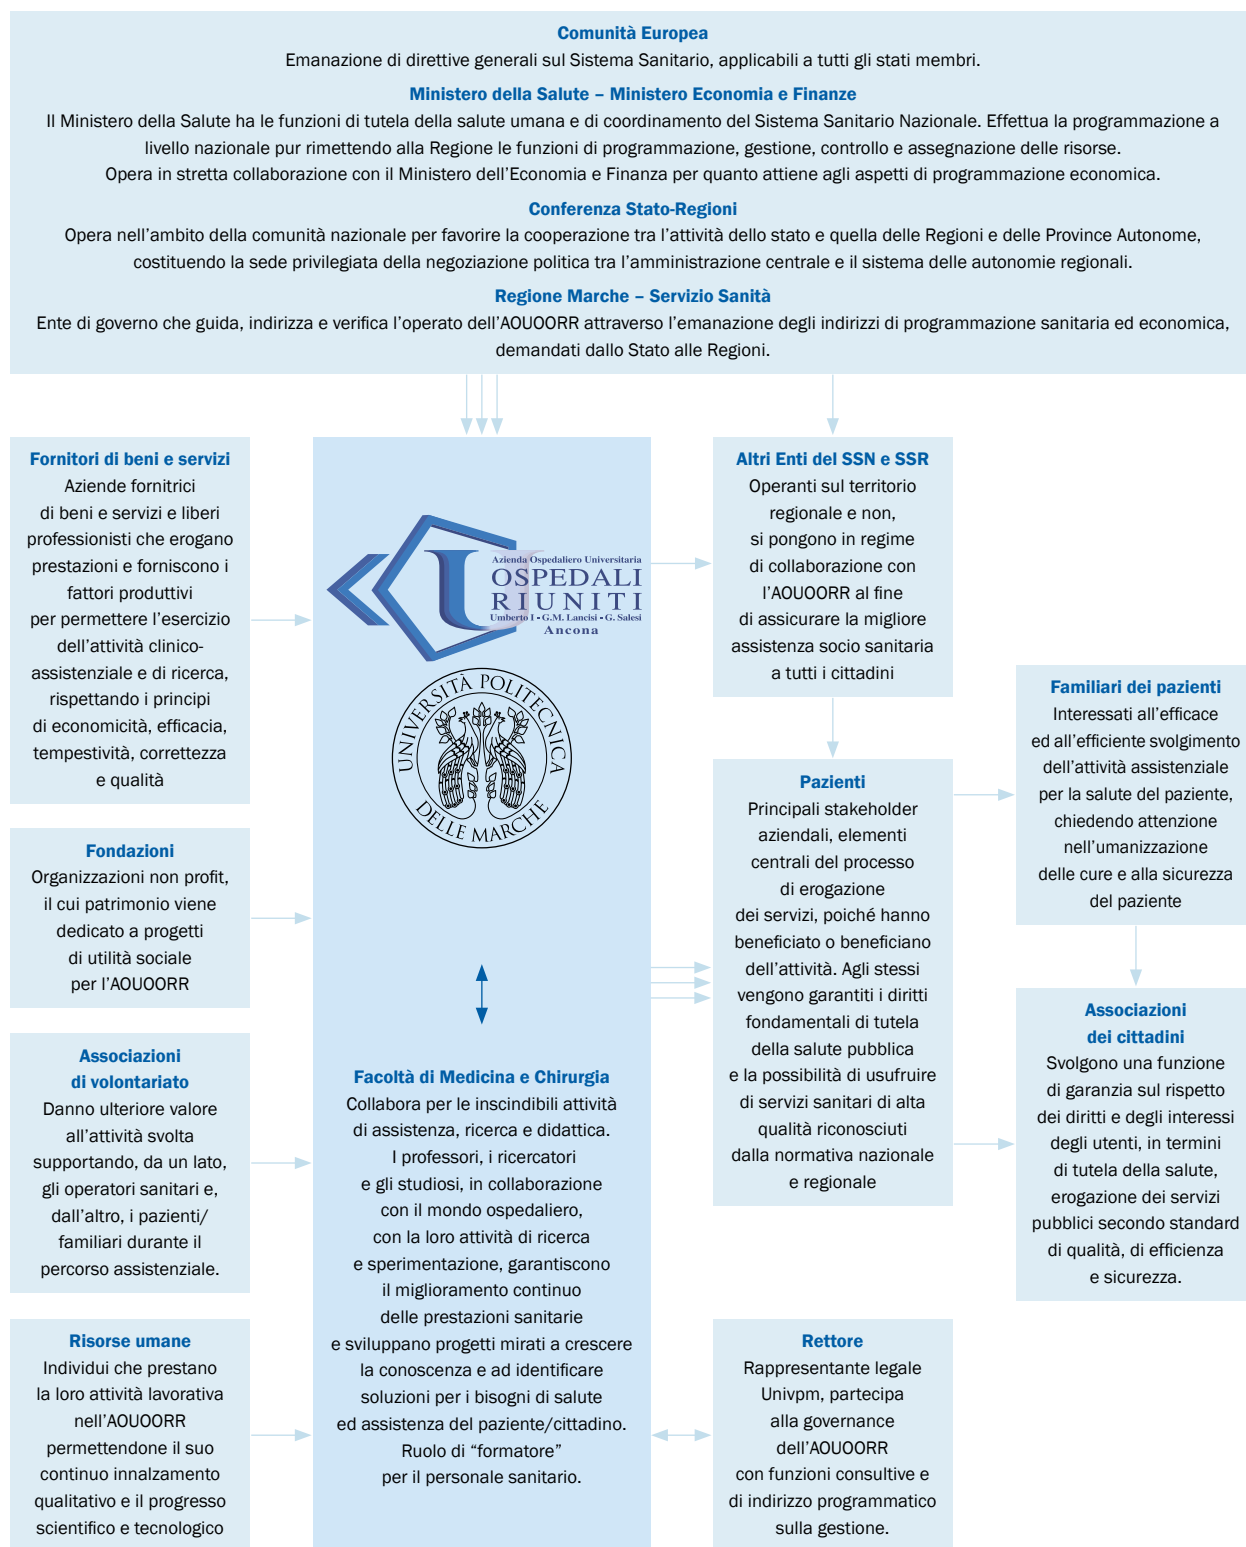 Comunità Europea
Emanazione di direttive generali sul Sistema Sanitario, applicabili a tutti gli stati membri.
Ministero della Salute – Ministero Economia e Finanze
Il Ministero della Salute ha le funzioni di tutela della salute umana e di coordinamento del Sistema Sanitario Nazionale. Effettua la programmazione a
livello nazionale pur rimettendo alla Regione le funzioni di programmazione, gestione, controllo e assegnazione delle risorse.
Opera in stretta collaborazione con il Ministero dell’Economia e Finanza per quanto attiene agli aspetti di programmazione economica.
Conferenza Stato-Regioni
Opera nell’ambito della comunità nazionale per favorire la cooperazione tra l’attività dello stato e quella delle Regioni e delle Province Autonome,
costituendo la sede privilegiata della negoziazione politica tra l’amministrazione centrale e il sistema delle autonomie regionali.
Regione Marche – Servizio Sanità
Ente di governo che guida, indirizza e verifica l’operato dell’AOUOORR attraverso l’emanazione degli indirizzi di programmazione sanitaria ed economica,
demandati dallo Stato alle Regioni.
Fornitori di beni e servizi
Aziende fornitrici
di beni e servizi e liberi
professionisti che erogano
prestazioni e forniscono i
fattori produttivi
per permettere l’esercizio
dell’attività clinico-
assistenziale e di ricerca,
rispettando i principi
di economicità, efficacia,
tempestività, correttezza
e qualità
Fondazioni
Organizzazioni non profit,
il cui patrimonio viene
dedicato a progetti
di utilità sociale
per l’AOUOORR
Associazioni
di volontariato
Danno ulteriore valore
all’attività svolta
supportando, da un lato,
gli operatori sanitari e,
dall’altro, i pazienti/
familiari durante il
percorso assistenziale.
Risorse umane
Individui che prestano
la loro attività lavorativa
nell’AOUOORR
permettendone il suo
continuo innalzamento
qualitativo e il progresso
scientifico e tecnologico
Azienda Ospedaliero Universitaria
OSPEDALI
RIUNITI
Umberto I - G.M. Lancisi - G. Salesi
Ancona
UNIVERSITÀ POLITECNICA
DELLE MARCHE
Facoltà di Medicina e Chirurgia
Collabora per le inscindibili attività
di assistenza, ricerca e didattica.
I professori, i ricercatori
e gli studiosi, in collaborazione
con il mondo ospedaliero,
con la loro attività di ricerca
e sperimentazione, garantiscono
il miglioramento continuo
delle prestazioni sanitarie
e sviluppano progetti mirati a crescere
la conoscenza e ad identificare
soluzioni per i bisogni di salute
ed assistenza del paziente/cittadino.
Ruolo di “formatore”
per il personale sanitario.
Altri Enti del SSN e SSR
Operanti sul territorio
regionale e non,
si pongono in regime
di collaborazione con
l’AOUOORR al fine
di assicurare la migliore
assistenza socio sanitaria
a tutti i cittadini
Pazienti
Principali stakeholder
aziendali, elementi
centrali del processo
di erogazione
dei servizi, poiché hanno
beneficiato o beneficiano
dell’attività. Agli stessi
vengono garantiti i diritti
fondamentali di tutela
della salute pubblica
e la possibilità di usufruire
di servizi sanitari di alta
qualità riconosciuti
dalla normativa nazionale
e regionale
Rettore
Rappresentante legale
Univpm, partecipa
alla governance
dell’AOUOORR
con funzioni consultive e
di indirizzo programmatico
sulla gestione.
Familiari dei pazienti
Interessati all’efficace
ed all’efficiente svolgimento
dell’attività assistenziale
per la salute del paziente,
chiedendo attenzione
nell’umanizzazione
delle cure e alla sicurezza
del paziente
Associazioni
dei cittadini
Svolgono una funzione
di garanzia sul rispetto
dei diritti e degli interessi
degli utenti, in termini
di tutela della salute,
erogazione dei servizi
pubblici secondo standard
di qualità, di efficienza
e sicurezza.